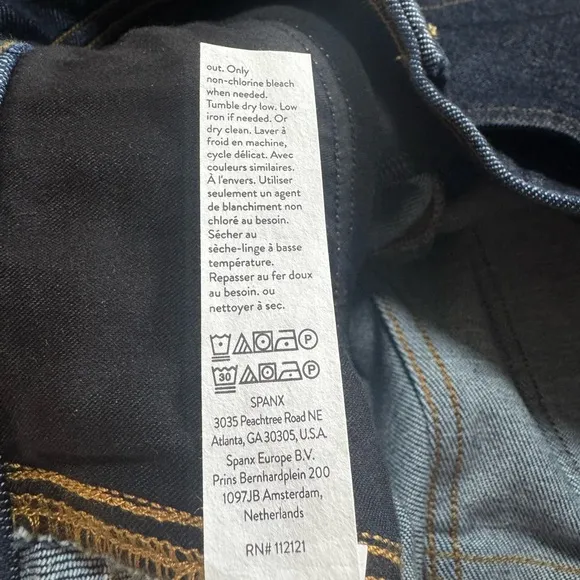 out. Only
non-chlorine bleach
when needed.
Tumble dry low. Low
iron if needed. Or
dry clean. Laver à
froid en machine,
cycle délicat. Avec
couleurs similaires.
À l'envers. Utiliser
seulement un agent
de blanchiment non
chloré au besoin.
Sécher au
sèche-linge à basse
température.
Repasser au fer doux
au besoin. ou
nettoyer à sec.
P
30 P
SPANX
3035 Peachtree Road NE
Atlanta, GA 30305, U.S.A.
Spanx Europe B.V.
Prins Bernhardplein 200
1097JB Amsterdam,
Netherlands
RN# 112121